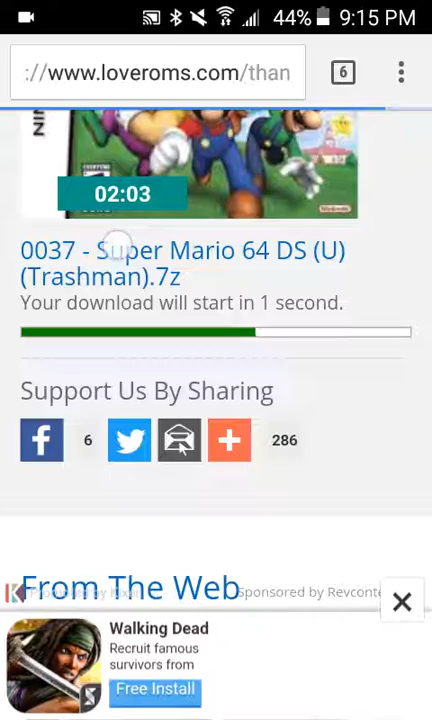 44% 9:15 PM
://www.loveroms.com/than
6
02:03
0037 - Super Mario 64 DS (U)
(Trashman).7z
Your download will start in 1 second.
Support Us By Sharing
6
286
From The Web
Sponsored by Revconte
Walking Dead
Recruit famous
survivors from
Free Install